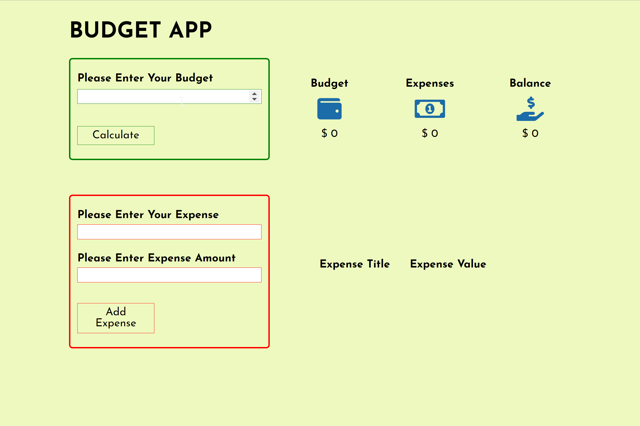 BUDGET APP
Please Enter Your Budget
Calculate
Budget
Expenses
Balance
$ 0
$ 0
$ 0
Please Enter Your Expense
Please Enter Expense Amount
Add
Expense
Expense Title
Expense Value